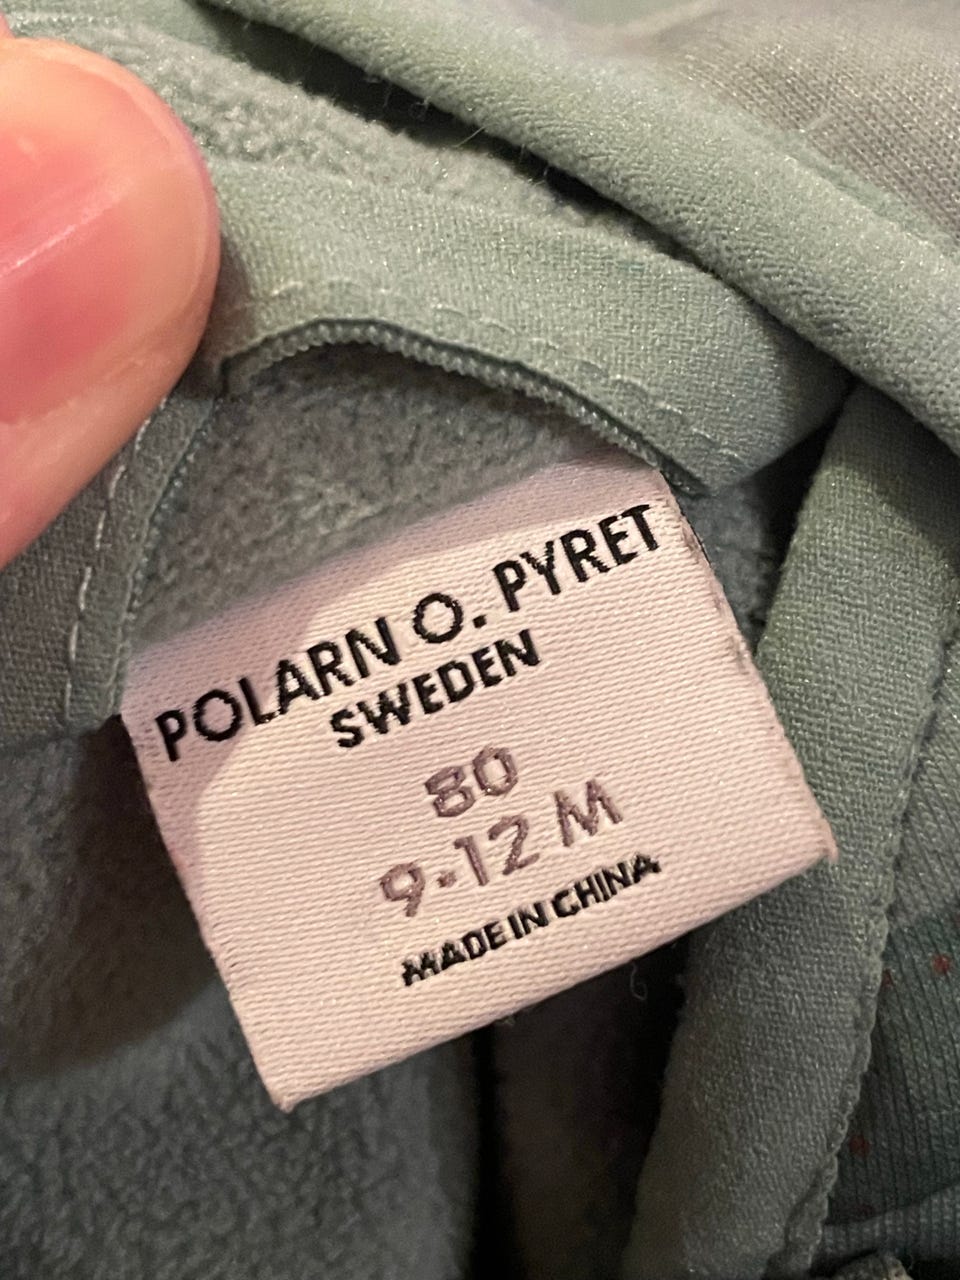 POLARN O. PYRET
SWEDEN
80
9-12 M
MADE IN CHINA